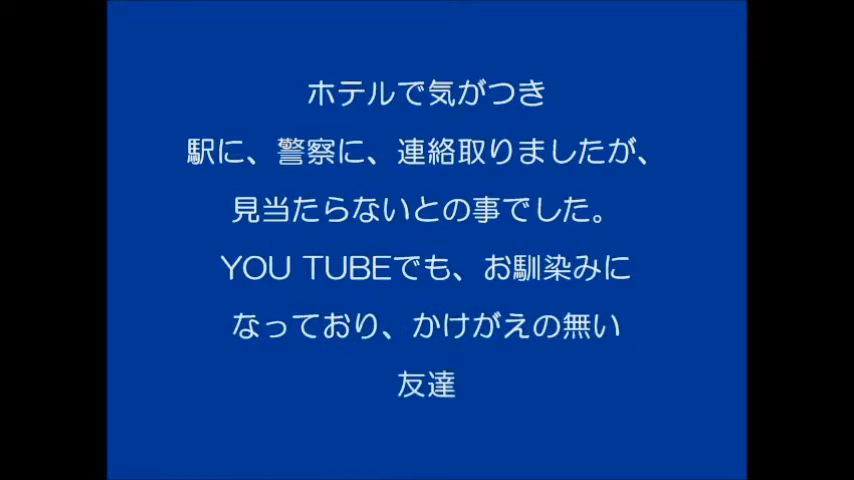 ホテルで気がつき
駅に、警察に、連絡取りましたが、
見当たらないとの事でした。
YOU TUBEでも、お馴染みに
なっており、かけがえの無い
友達